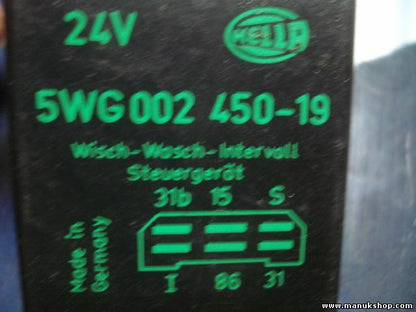 24V HELLA
5WG 002 450-19
Wisch-Wasch-Intervall
Steuergerät
31b 15 S
Made in
Germany
I 86 31
www.manukshop.com